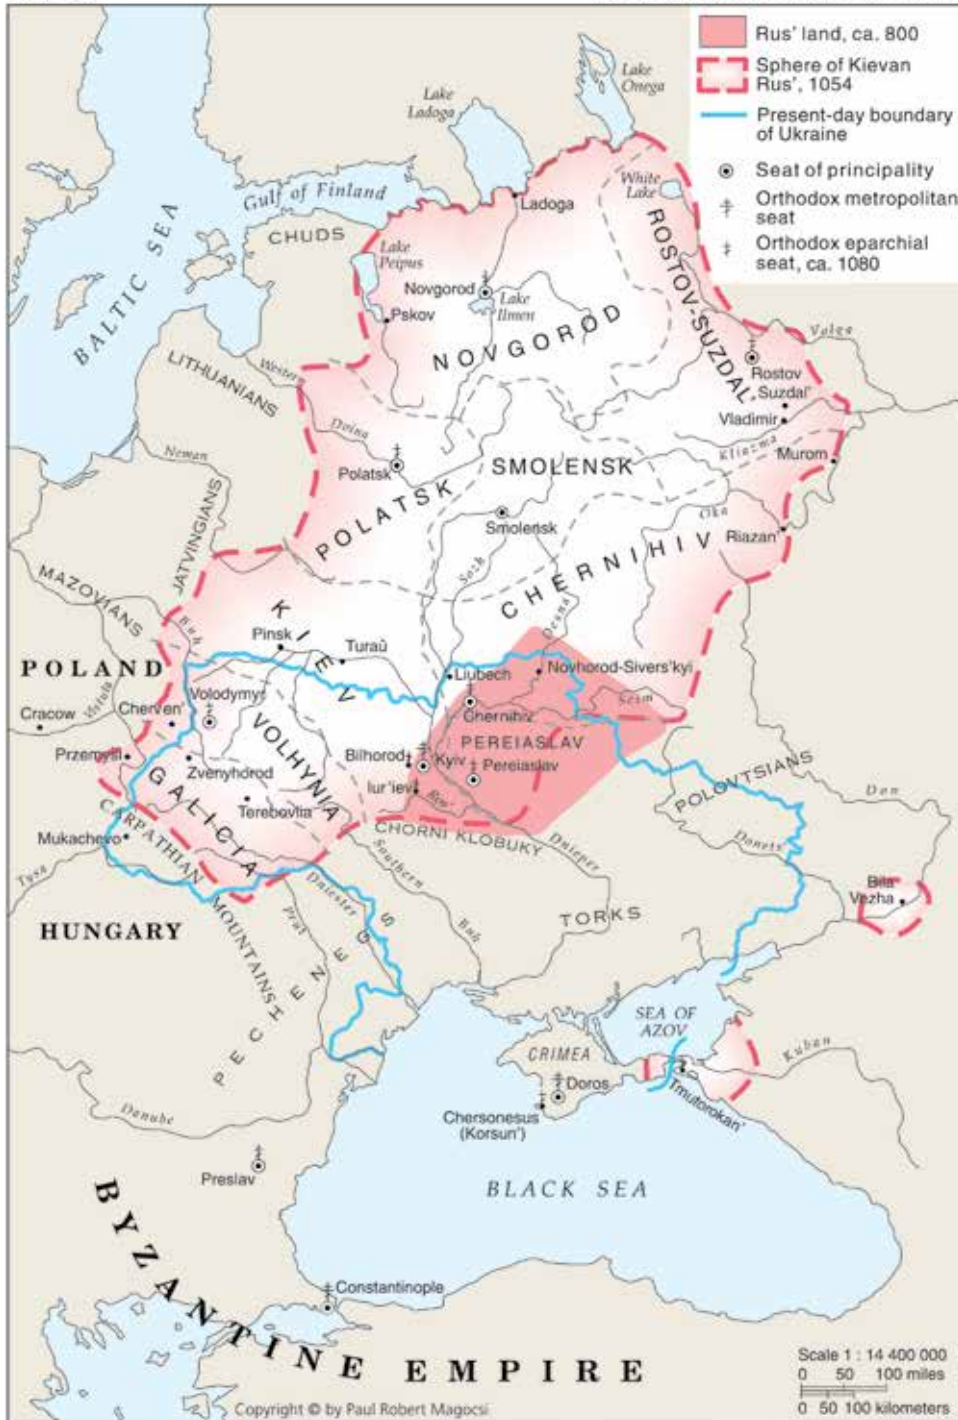 Rus' land, ca. 800
Sphere of Kievan
Rus', 1054
Present-day boundary
of Ukraine
Seat of principality
Orthodox metropolitan
seat
Orthodox eparchial
seat, ca. 1080
Lake
Onega
Lake
Ladoga
White
Lake
Gulf of Finland
Ladoga
CHUDS
BALTIC SEA
Lake
Peipus
ROSTOV-SUZDAL'
Novgorod
Lake
Ilmen
Pskov
NOVGOROD
Volga
LITHUANIANS
Western
Dvina
Rostov
Suzdal'
Vladimir
Kliazma
Murom
Neman
Polatsk
SMOLENSK
POLATSK
Smolensk
Oka
Riazan'
JATVINGIANS
CHERNIHIV
Sozh
Desna
MAZOVIANS
Buh
Pinsk
KIEV
Turaŭ
POLAND
Liubech
Novhorod-Sivers'kyi
Volodymyr
Seim
Vistula
Cherven'
Chernihiv
Cracow
VOLHYNIA
PEREIASLAV
Przemyśl
Bilhorod
Kyiv
Pereiaslav
Zvenyhorod
Iur'iev
Ros'
POLOVTSIANS
Don
GALICIA
Terebovlia
CHORNI KLOBUKY
Dnieper
Donets
Mukachevo
CARPATHIAN MOUNTAINS
Tysa
Southern
Buh
Dniester
Bila
Vezha
Prut
TORKS
HUNGARY
PECHENEGS
SEA OF
AZOV
CRIMEA
Kuban
Doros
Tmutorokan'
Chersonesus
(Korsun')
Danube
Preslav
BLACK SEA
Constantinople
BYZANTINE EMPIRE
Scale 1 : 14 400 000
0 50 100 miles
0 50 100 kilometers
Copyright © by Paul Robert Magocsi